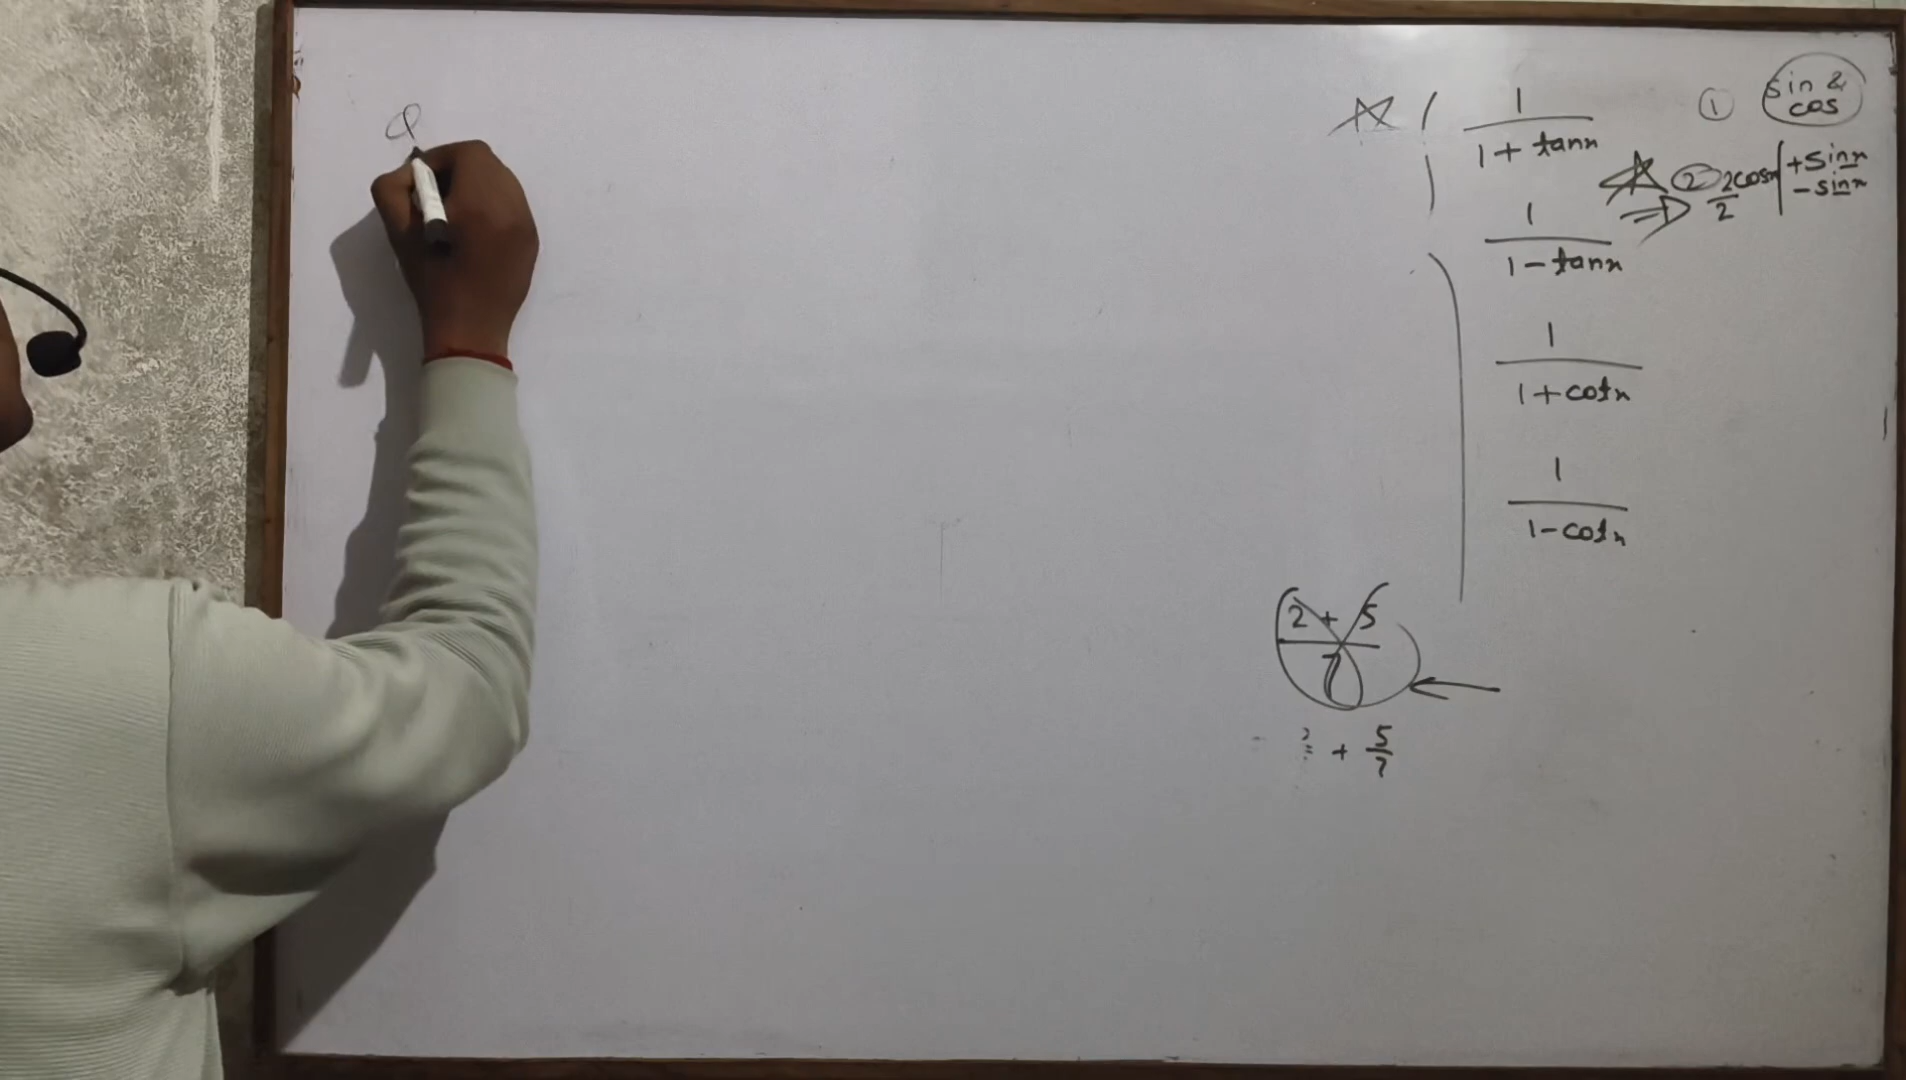 Q
1
1 + tanx
① sin & cos
② 2cosx +sinx
2 -sinx
1
1 - tanx
1
1 + cotx
1
1 - cotx
2 + 5
7
+ 5
7